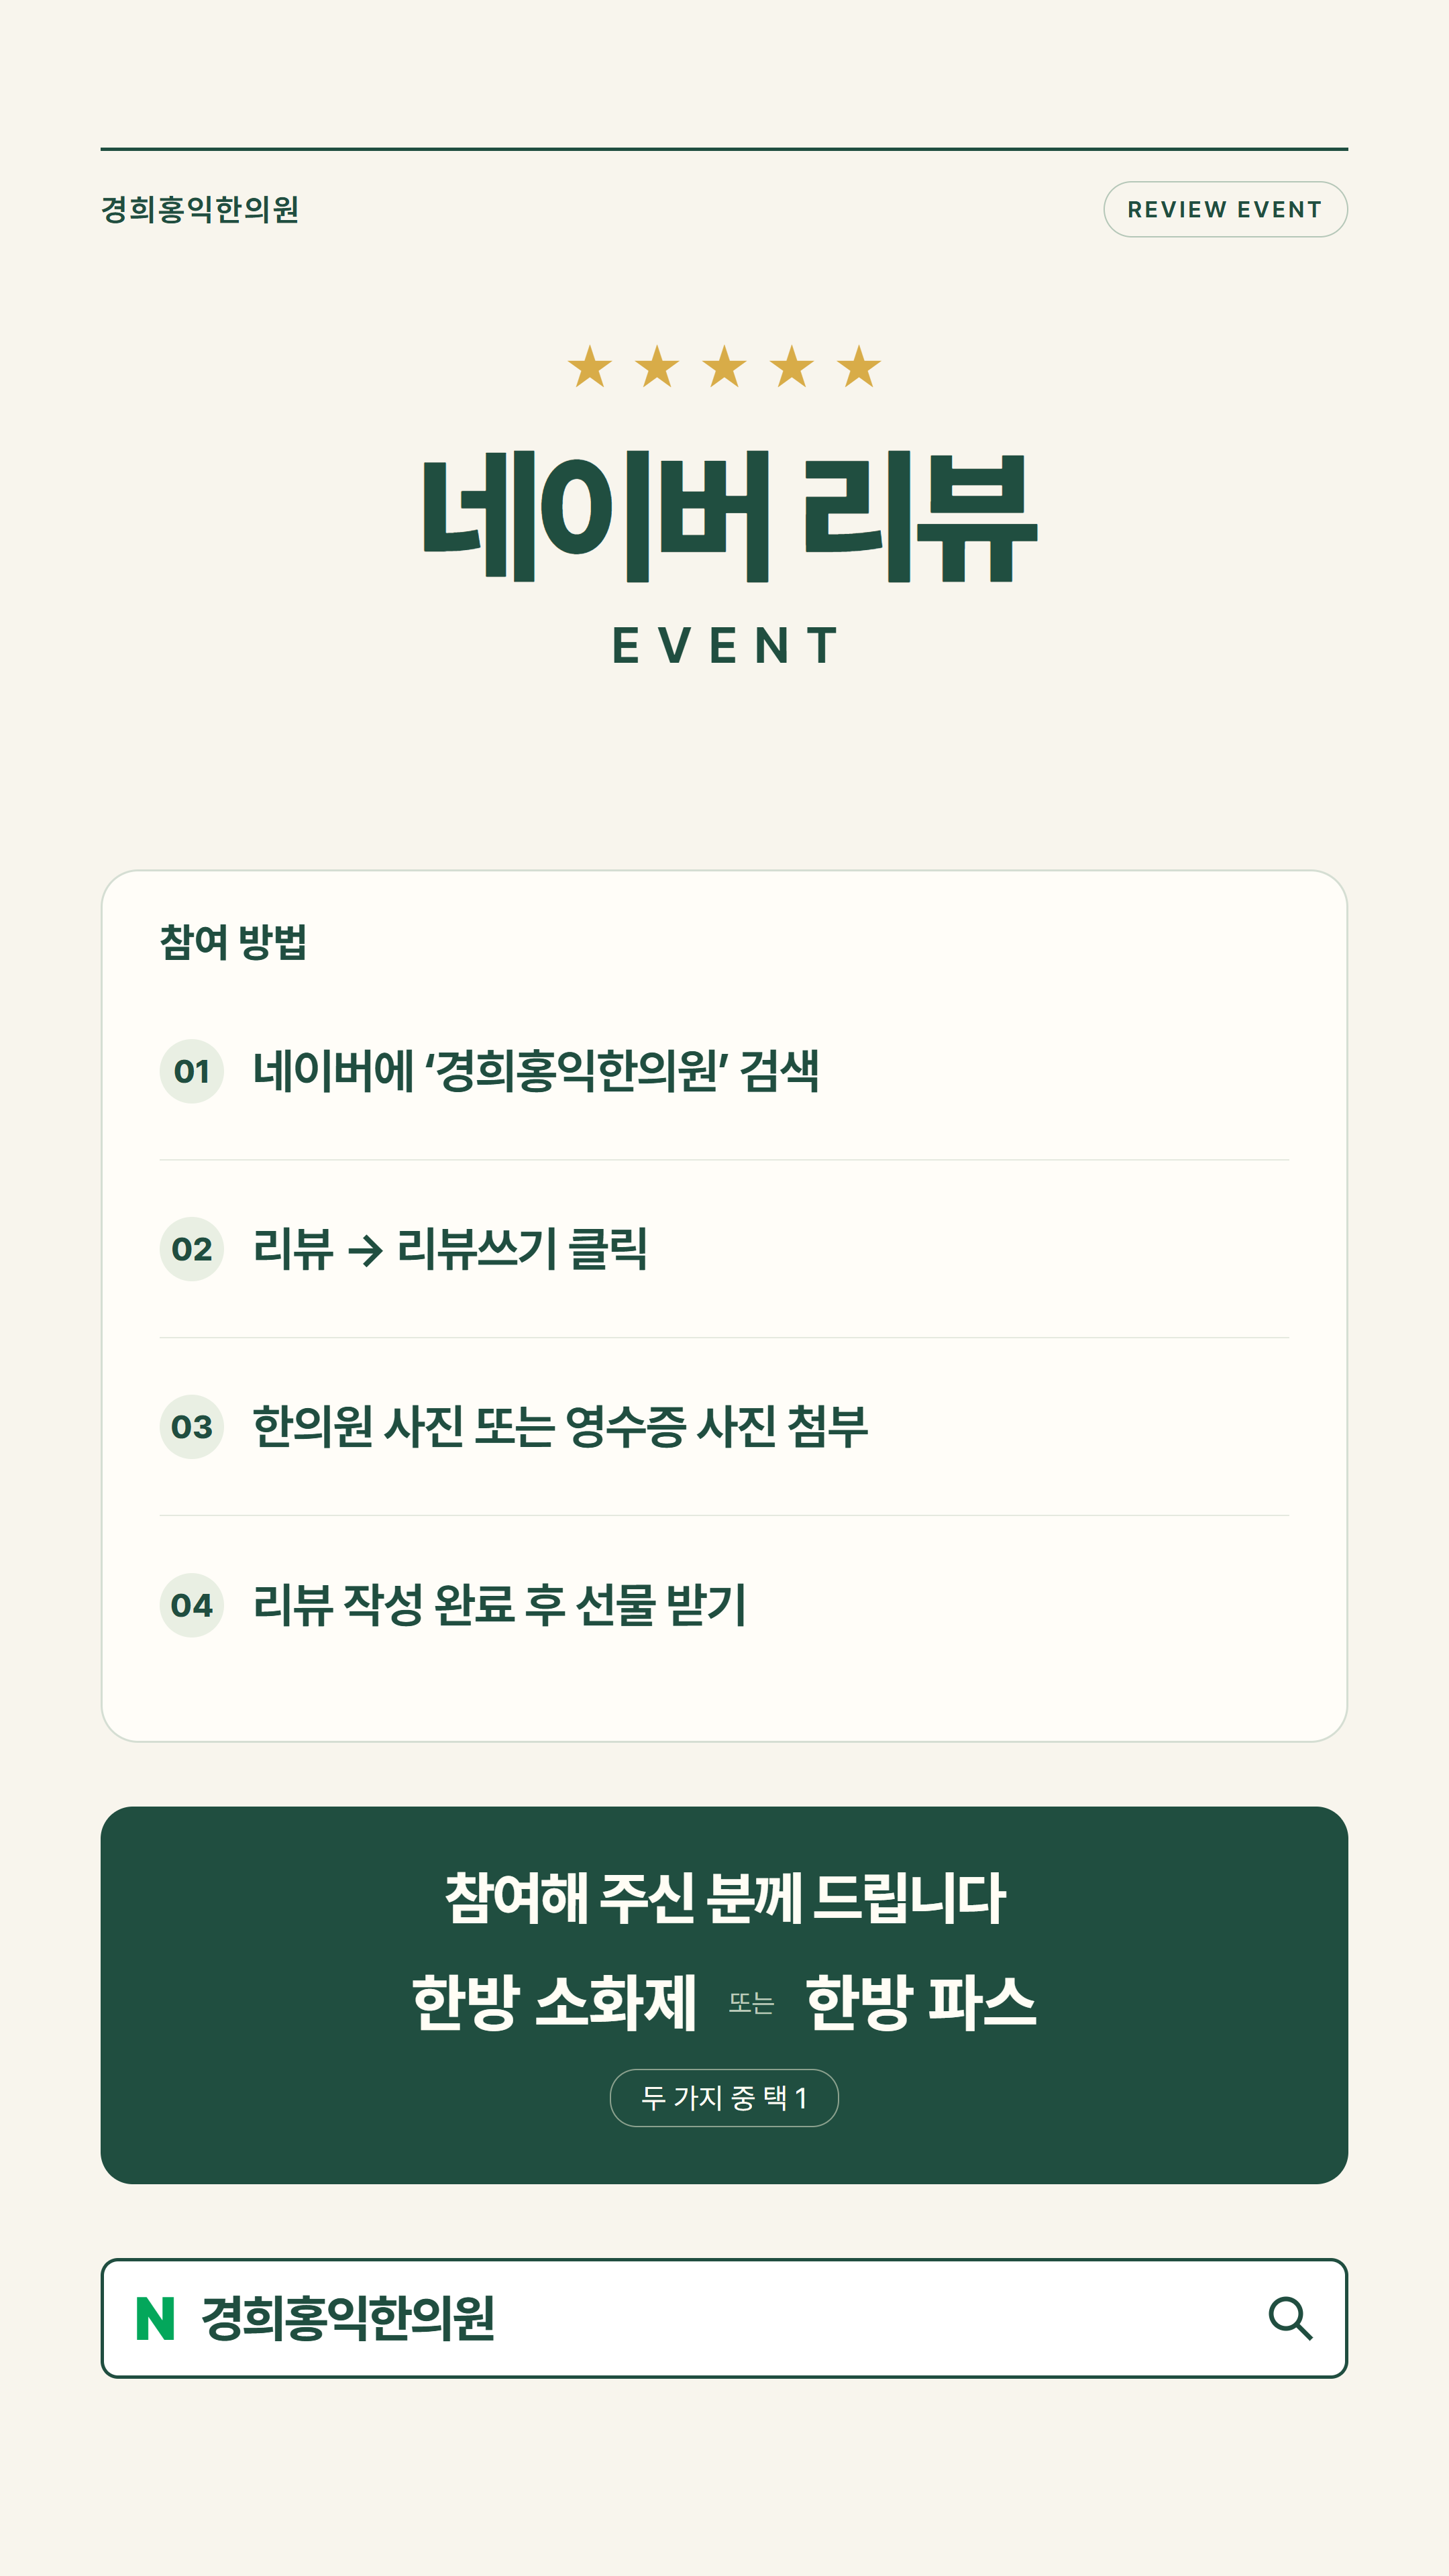 경희홍익한의원
REVIEW EVENT
★★★★★
네이버 리뷰
EVENT
참여 방법
01 네이버에 ‘경희홍익한의원’ 검색
02 리뷰 → 리뷰쓰기 클릭
03 한의원 사진 또는 영수증 사진 첨부
04 리뷰 작성 완료 후 선물 받기
참여해 주신 분께 드립니다
한방 소화제 또는 한방 파스
두 가지 중 택 1
N 경희홍익한의원